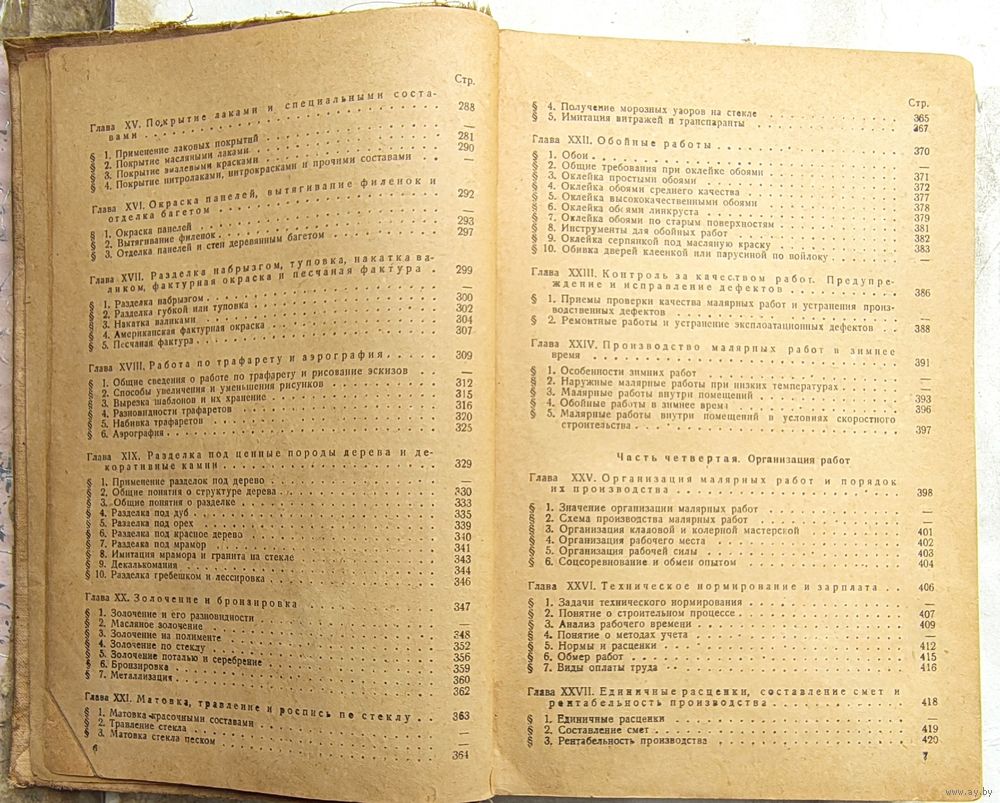 Стр.
Глава XV. Покрытие лаками и специальными соста-
вами . . . . . . . . . . . . 288
§ 1. Применение лаковых покрытий —
§ 2. Покрытие масляными лаками 281
§ 3. Покрытие эмалевыми красками 290
§ 4. Покрытие нитролаками, нитрокрасками и прочими составами . . —
Глава XVI. Окраска панелей, вытягивание филенок и
отделка багетом . . . . . . . . . . . . 292
§ 1. Окраска панелей . . . . . . . . . . . . —
§ 2. Вытягивание филенок . . . . . . . . . . . . 293
§ 3. Отделка панелей и стен деревянным багетом . . . . . . 297
Глава XVII. Разделка набрызгом, туповка, накатка ва-
ликом, фактурная окраска и песчаная фактура . 299
§ 1. Разделка набрызгом . . . . . . . . . . . . —
§ 2. Разделка губкой или туповка . . . . . . . . . 300
§ 3. Накатка валиками . . . . . . . . . . . . 302
§ 4. Американская фактурная окраска . . . . . . . . 304
§ 5. Песчаная фактура . . . . . . . . . . . . 307
Глава XVIII. Работа по трафарету и аэрография . . . . 309
§ 1. Общие сведения о работе по трафарету и рисование эскизов —
§ 2. Способы увеличения и уменьшения рисунков . . . . . 312
§ 3. Вырезка шаблонов и их хранение . . . . . . . . 315
§ 4. Разновидности трафаретов . . . . . . . . . 316
§ 5. Набивка трафаретов . . . . . . . . . . . 320
§ 6. Аэрография . . . . . . . . . . . . 325
Глава XIX. Разделка под ценные породы дерева и де-
коративные камни . . . . . . . . . . . . 329
§ 1. Применение разделок под дерево . . . . . . . . —
§ 2. Общие понятия о структуре дерева . . . . . . . . 330
§ 3. Общие понятия о разделке . . . . . . . . . 333
§ 4. Разделка под дуб . . . . . . . . . . . . 335
§ 5. Разделка под орех . . . . . . . . . . . . 339
§ 6. Разделка под красное дерево . . . . . . . . . 340
§ 7. Разделка под мрамор . . . . . . . . . . . 341
§ 8. Имитация мрамора и гранита на стекле . . . . . . . 343
§ 9. Декалькомания . . . . . . . . . . . . 344
§ 10. Разделка гребешком и лессировка . . . . . . . . 346
Глава XX. Золочение и бронзировка . . . . . . . . 347
§ 1. Золочение и его разновидности . . . . . . . . —
§ 2. Масляное золочение . . . . . . . . . . . 348
§ 3. Золочение на полименте . . . . . . . . . . 352
§ 4. Золочение по стеклу . . . . . . . . . . . 356
§ 5. Золочение поталью и серебрение . . . . . . . . 359
§ 6. Бронзировка . . . . . . . . . . . . 360
§ 7. Металлизация . . . . . . . . . . . . 362
Глава XXI. Матовка, травление и роспись по стеклу . . 363
§ 1. Матовка красочными составами . . . . . . . . —
§ 2. Травление стекла . . . . . . . . . . . . —
§ 3. Матовка стекла песком . . . . . . . . . . 364
6
Стр.
§ 4. Получение морозных узоров на стекле . . . . . . . 365
§ 5. Имитация витражей и транспаранты . . . . . . . . 367
Глава XXII. Обойные работы . . . . . . . . . . 370
§ 1. Обои . . . . . . . . . . . . —
§ 2. Общие требования при оклейке обоями . . . . . . . 371
§ 3. Оклейка простыми обоями . . . . . . . . . 372
§ 4. Оклейка обоями среднего качества . . . . . . . . 377
§ 5. Оклейка высококачественными обоями . . . . . . . 378
§ 6. Оклейка обоями линкруста . . . . . . . . . 379
§ 7. Оклейка обоями по старым поверхностям . . . . . . 381
§ 8. Инструменты для обойных работ . . . . . . . . 382
§ 9. Оклейка серпянкой под масляную краску . . . . . . 383
§ 10. Обивка дверей клеенкой или парусиной по войлоку . . . —
Глава XXIII. Контроль за качеством работ. Предупре-
ждение и исправление дефектов . . . . . . . . 386
§ 1. Приемы проверки качества малярных работ и устранения произ-
водственных дефектов . . . . . . . . . . . —
§ 2. Ремонтные работы и устранение эксплоатационных дефектов . . 388
Глава XXIV. Производство малярных работ в зимнее
время . . . . . . . . . . . . 391
§ 1. Особенности зимних работ . . . . . . . . . —
§ 2. Наружные малярные работы при низких температурах . . . —
§ 3. Малярные работы внутри помещений . . . . . . . 393
§ 4. Обойные работы в зимнее время . . . . . . . . 396
§ 5. Малярные работы внутри помещений в условиях скоростного
строительства . . . . . . . . . . . . 397
Часть четвертая. Организация работ
Глава XXV. Организация малярных работ и порядок
их производства . . . . . . . . . . . . 398
§ 1. Значение организации малярных работ . . . . . . . —
§ 2. Схема производства малярных работ . . . . . . . —
§ 3. Организация кладовой и колерной мастерской . . . . . 401
§ 4. Организация рабочего места . . . . . . . . . 402
§ 5. Организация рабочей силы . . . . . . . . . 403
§ 6. Соцсоревнование и обмен опытом . . . . . . . . 404
Глава XXVI. Техническое нормирование и зарплата . . 406
§ 1. Задачи технического нормирования . . . . . . . . —
§ 2. Понятие о строительном процессе . . . . . . . . 407
§ 3. Анализ рабочего времени . . . . . . . . . 409
§ 4. Понятие о методах учета . . . . . . . . . —
§ 5. Нормы и расценки . . . . . . . . . . . 412
§ 6. Обмер работ . . . . . . . . . . . . 415
§ 7. Виды оплаты труда . . . . . . . . . . . 416
Глава XXVII. Единичные расценки, составление смет и
рентабельность производства . . . . . . . . . 418
§ 1. Единичные расценки . . . . . . . . . . . —
§ 2. Составление смет . . . . . . . . . . . . 419
§ 3. Рентабельность производства . . . . . . . . . 420
7
www.ay.by